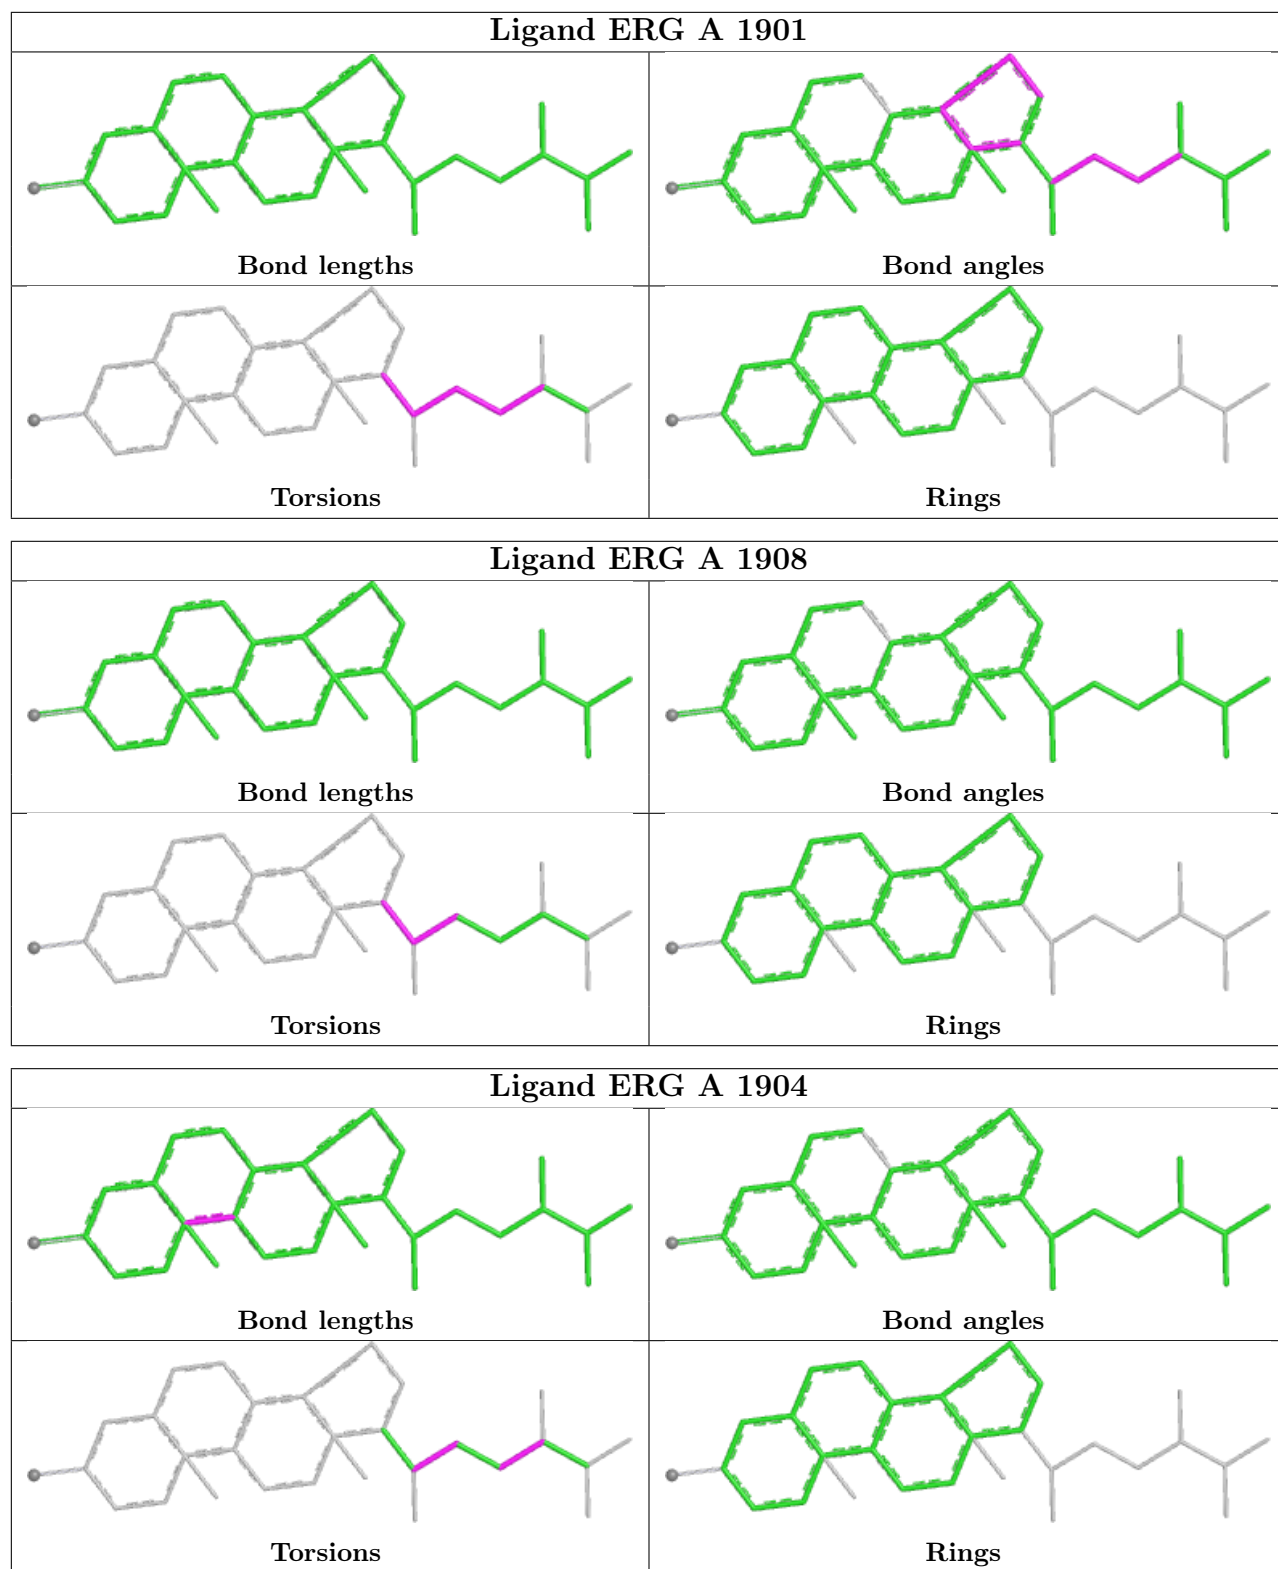 Ligand ERG A 1901
Bond lengths
Bond angles
Torsions
Rings
Ligand ERG A 1908
Bond lengths
Bond angles
Torsions
Rings
Ligand ERG A 1904
Bond lengths
Bond angles
Torsions
Rings